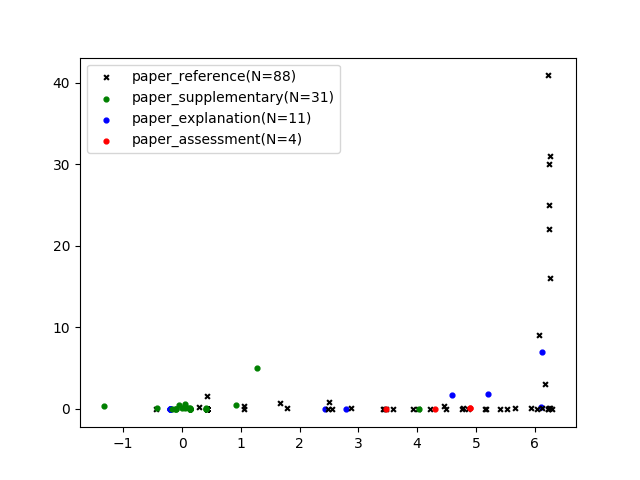 paper_reference(N=88)
paper_supplementary(N=31)
paper_explanation(N=11)
paper_assessment(N=4)
40
30
20
10
0
−1 0 1 2 3 4 5 6